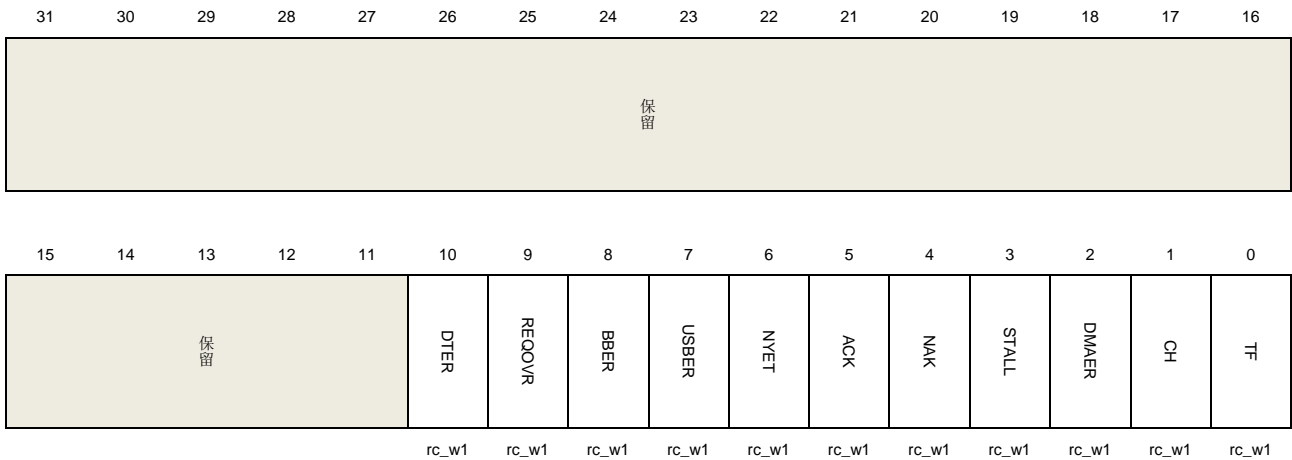 31 30 29 28 27 26 25 24 23 22 21 20 19 18 17 16
保留
15 14 13 12 11 10 9 8 7 6 5 4 3 2 1 0
保留 DTER REQOVR BBER USBER NYET ACK NAK STALL DMAER CH TF
rc_w1 rc_w1 rc_w1 rc_w1 rc_w1 rc_w1 rc_w1 rc_w1 rc_w1 rc_w1 rc_w1